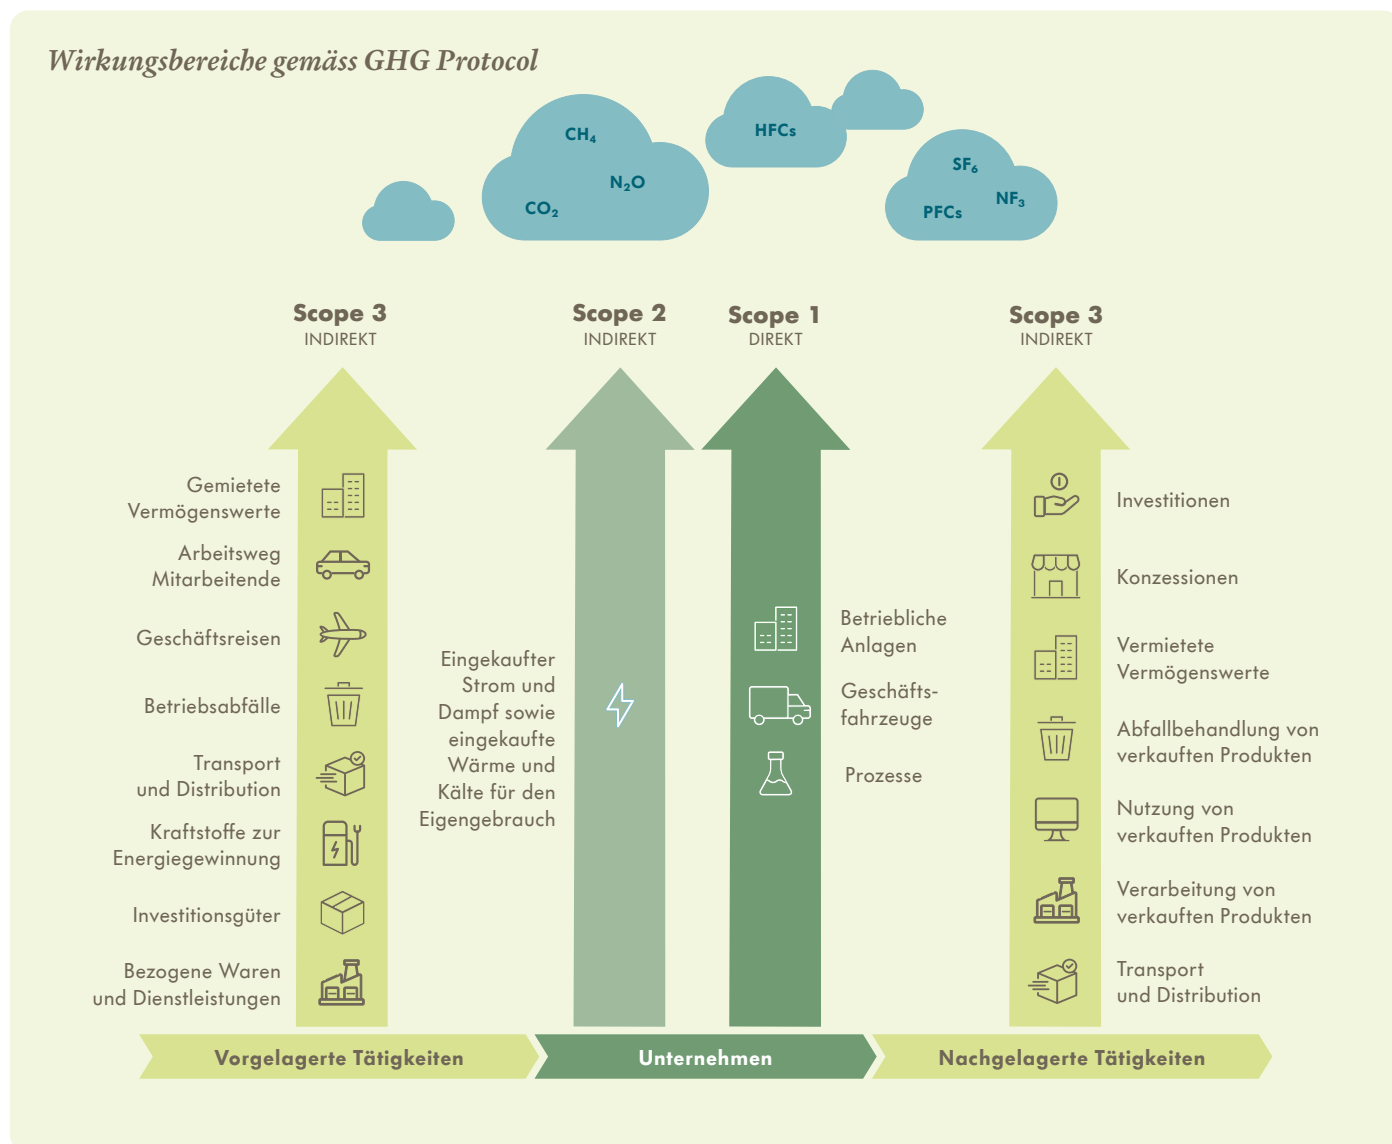 Wirkungsbereiche gemäss GHG Protocol
CH₄
N₂O
CO₂
HFCs
SF₆
NF₃
PFCs
Scope 3
INDIREKT
Scope 2
INDIREKT
Scope 1
DIREKT
Scope 3
INDIREKT
Gemietete
Vermögenswerte
Arbeitsweg
Mitarbeitende
Geschäftsreisen
Betriebsabfälle
Transport
und Distribution
Kraftstoffe zur
Energiegewinnung
Investitionsgüter
Bezogene Waren
und Dienstleistungen
Eingekaufter
Strom und
Dampf sowie
eingekaufte
Wärme und
Kälte für den
Eigengebrauch
Betriebliche
Anlagen
Geschäfts-
fahrzeuge
Prozesse
Investitionen
Konzessionen
Vermietete
Vermögenswerte
Abfallbehandlung von
verkauften Produkten
Nutzung von
verkauften Produkten
Verarbeitung von
verkauften Produkten
Transport
und Distribution
Vorgelagerte Tätigkeiten
Unternehmen
Nachgelagerte Tätigkeiten